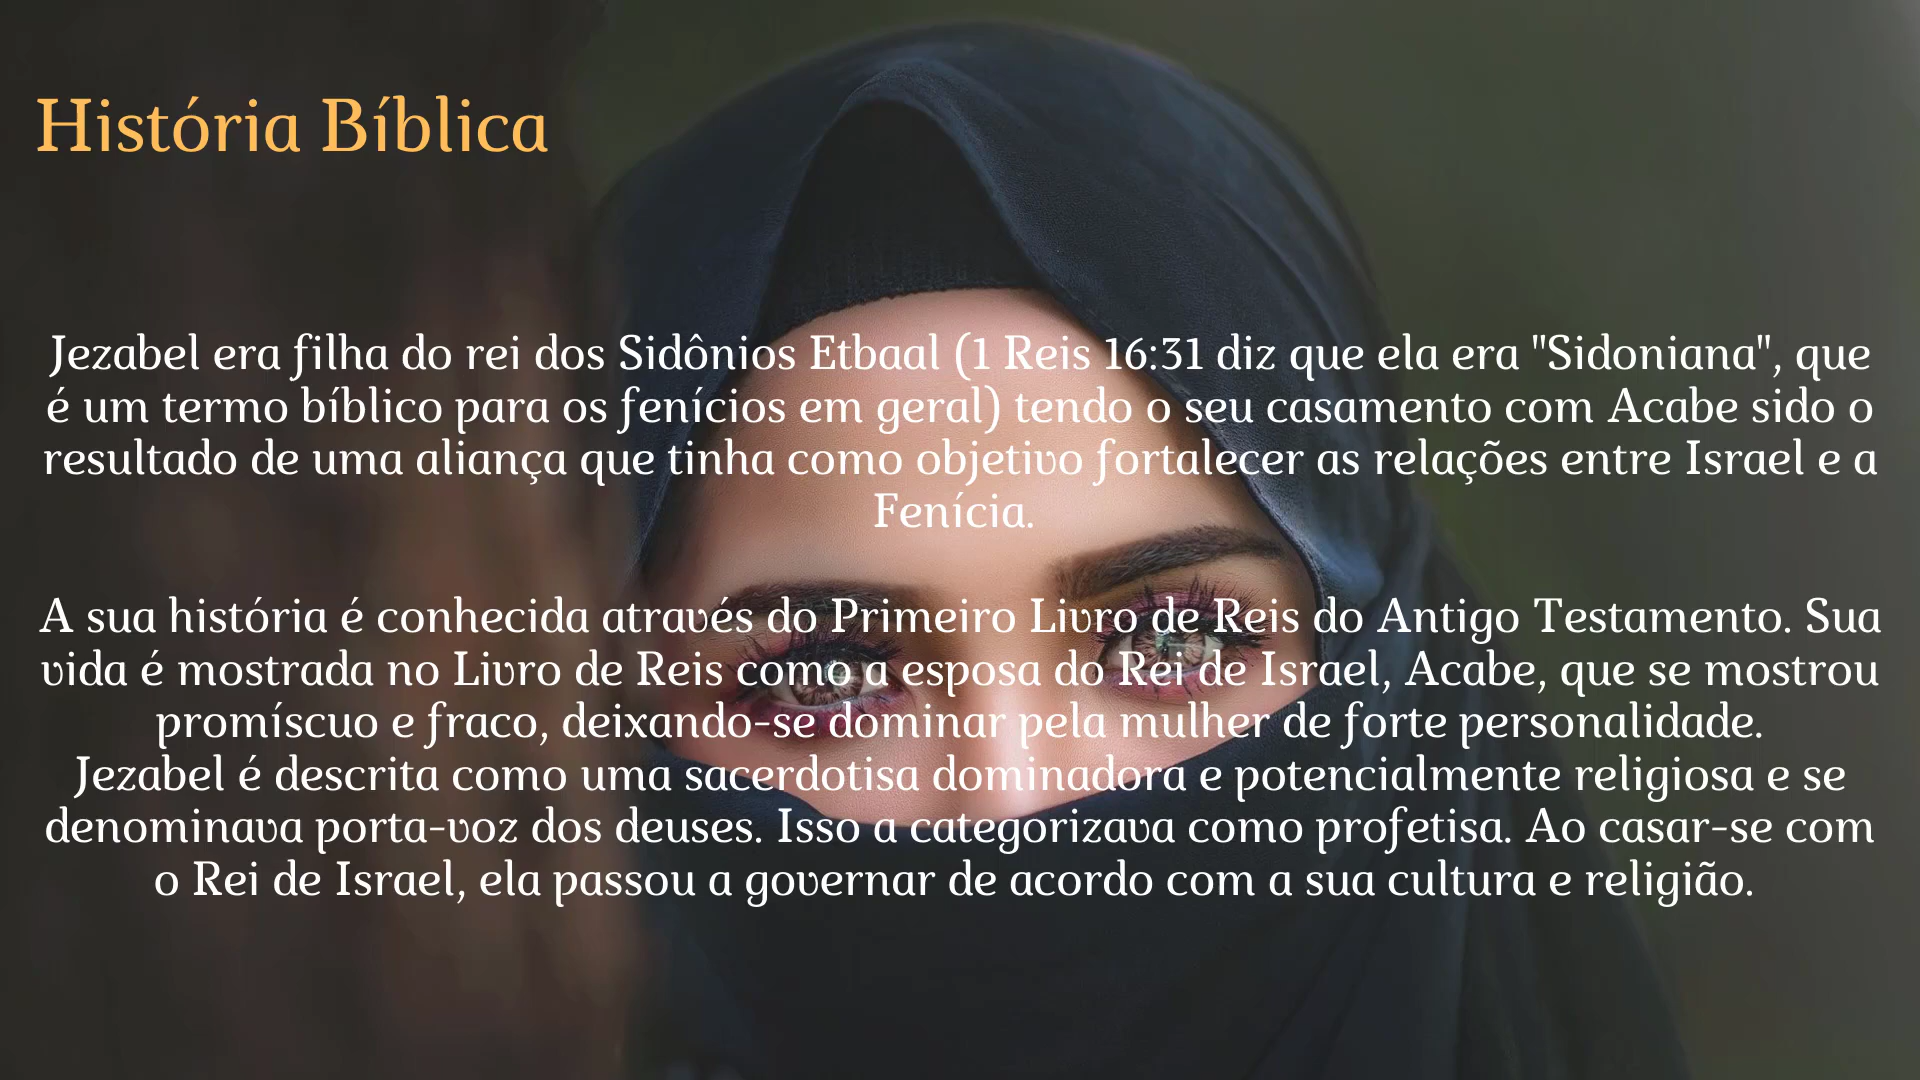 História Bíblica
Jezabel era filha do rei dos Sidônios Etbaal (1 Reis 16:31 diz que ela era "Sidoniana", que
é um termo bíblico para os fenícios em geral) tendo o seu casamento com Acabe sido o
resultado de uma aliança que tinha como objetivo fortalecer as relações entre Israel e a
Fenícia.
A sua história é conhecida através do Primeiro Livro de Reis do Antigo Testamento. Sua
vida é mostrada no Livro de Reis como a esposa do Rei de Israel, Acabe, que se mostrou
promíscuo e fraco, deixando-se dominar pela mulher de forte personalidade.
Jezabel é descrita como uma sacerdotisa dominadora e potencialmente religiosa e se
denominava porta-voz dos deuses. Isso a categorizava como profetisa. Ao casar-se com
o Rei de Israel, ela passou a governar de acordo com a sua cultura e religião.